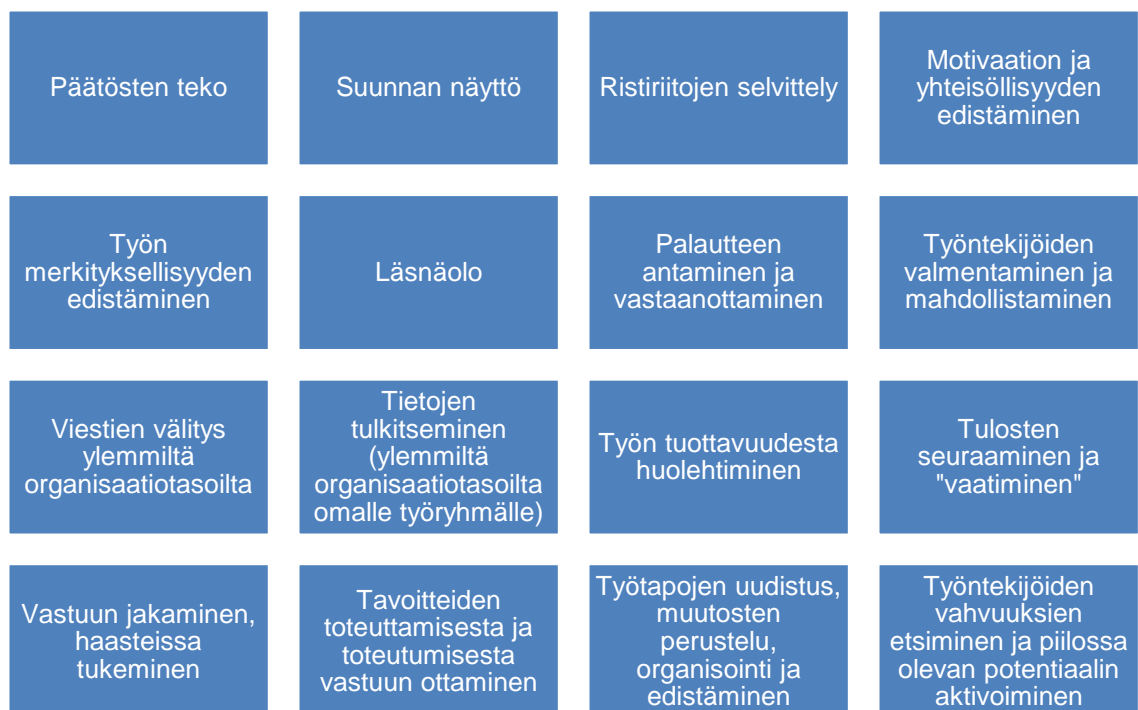 Päätösten teko
Suunnan näyttö
Ristiriitojen selvittely
Motivaation ja
yhteisöllisyyden
edistäminen
Työn
merkityksellisyyden
edistäminen
Läsnäolo
Palautteen
antaminen ja
vastaanottaminen
Työntekijöiden
valmentaminen ja
mahdollistaminen
Viestien välitys
ylemmiltä
organisaatiotasoilta
Tietojen
tulkitseminen
(ylemmiltä
organisaatiotasoilta
omalle työryhmälle)
Työn tuottavuudesta
huolehtiminen
Tulosten
seuraaminen ja
"vaatiminen"
Vastuun jakaminen,
haasteissa
tukeminen
Tavoitteiden
toteuttamisesta ja
toteutumisesta
vastuun ottaminen
Työtapojen uudistus,
muutosten
perustelu,
organisointi ja
edistäminen
Työntekijöiden
vahvuuksien
etsiminen ja piilossa
olevan potentiaalin
aktivoiminen